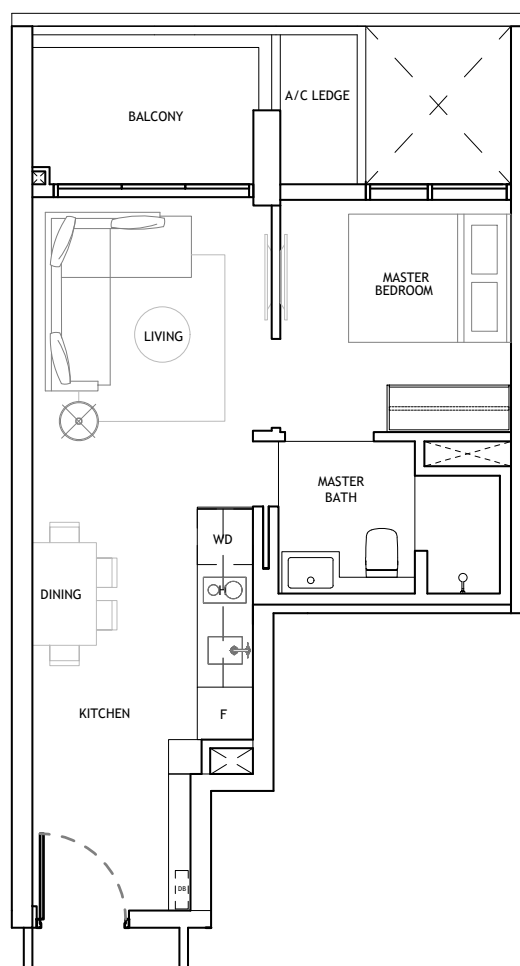 A/C LEDGE
BALCONY
MASTER
BEDROOM
LIVING
MASTER
BATH
WD
DINING
KITCHEN
F
DB